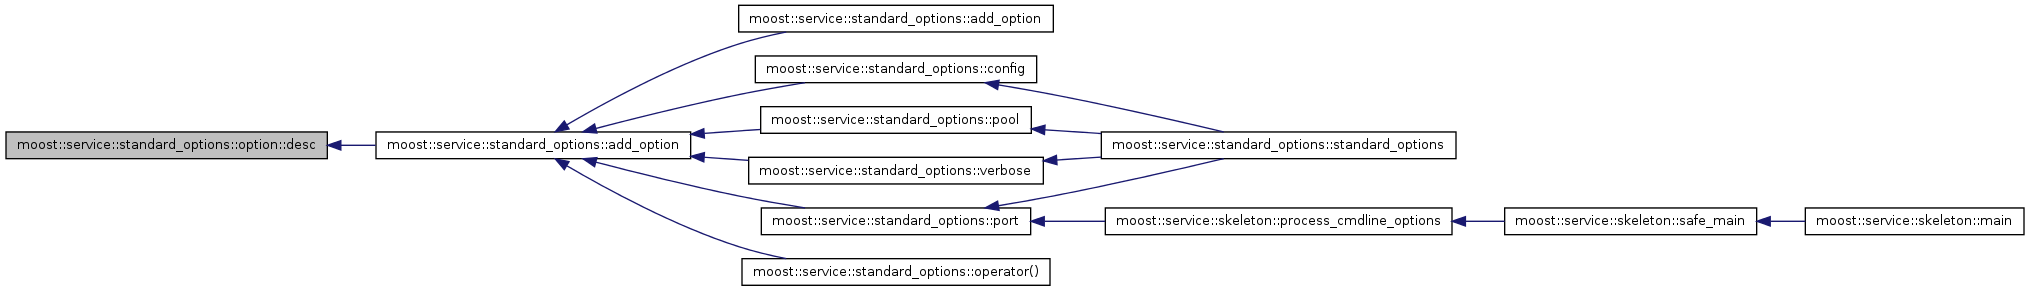 moost::service::standard_options::add_option
moost::service::standard_options::config
moost::service::standard_options::pool
moost::service::standard_options::option::desc
moost::service::standard_options::add_option
moost::service::standard_options::standard_options
moost::service::standard_options::verbose
moost::service::standard_options::port
moost::service::skeleton::process_cmdline_options
moost::service::skeleton::safe_main
moost::service::skeleton::main
moost::service::standard_options::operator()